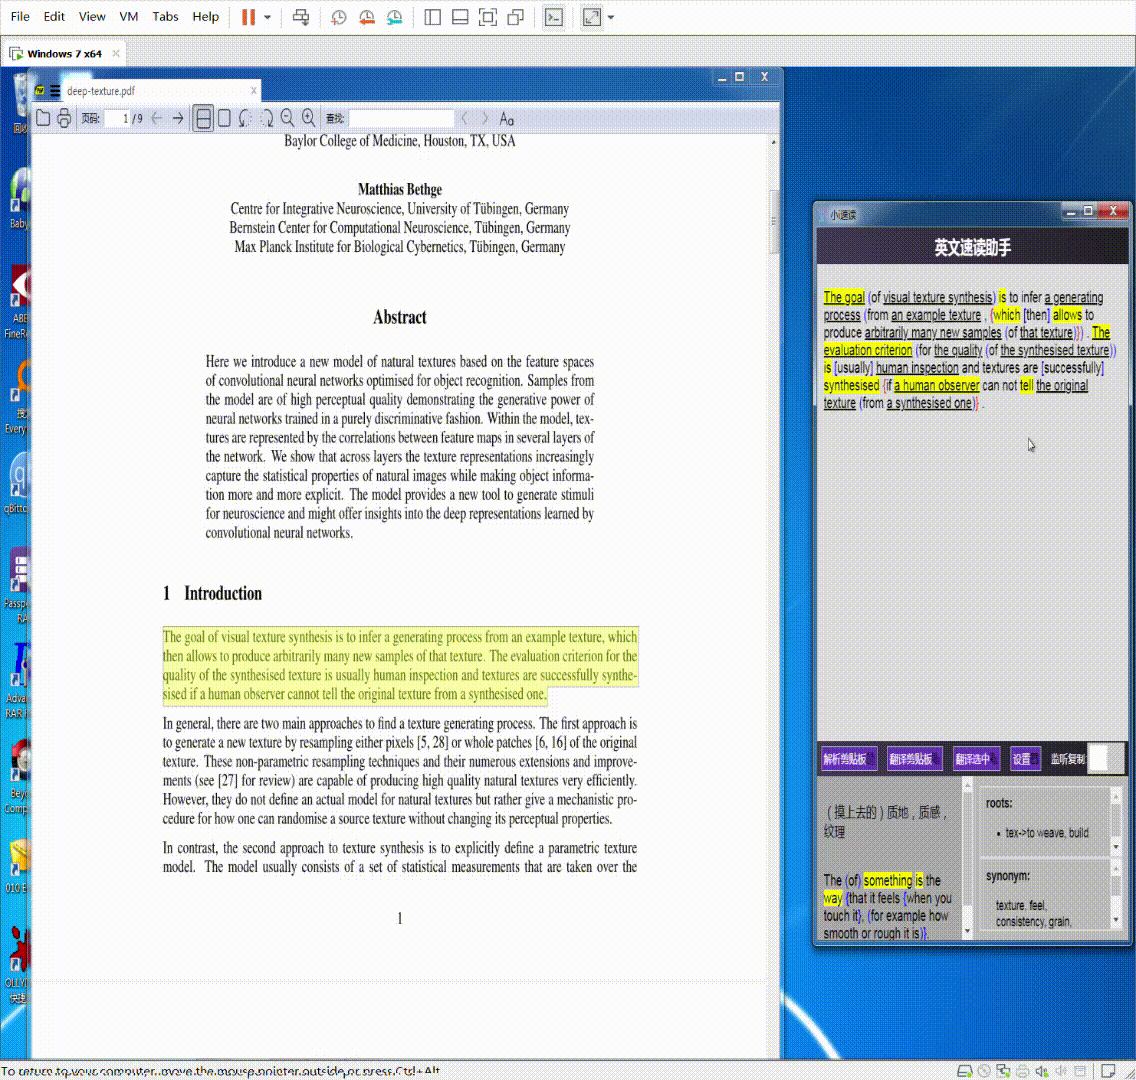 File Edit View VM Tabs Help
Windows 7 x64
deep-texture.pdf
页码: 1 / 9 查找: Aa
Baylor College of Medicine, Houston, TX, USA
Matthias Bethge
Centre for Integrative Neuroscience, University of Tübingen, Germany
Bernstein Center for Computational Neuroscience, Tübingen, Germany
Max Planck Institute for Biological Cybernetics, Tübingen, Germany
Abstract
Here we introduce a new model of natural textures based on the feature spaces
of convolutional neural networks optimised for object recognition. Samples from
the model are of high perceptual quality demonstrating the generative power of
neural networks trained in a purely discriminative fashion. Within the model, tex-
tures are represented by the correlations between feature maps in several layers of
the network. We show that across layers the texture representations increasingly
capture the statistical properties of natural images while making object informa-
tion more and more explicit. The model provides a new tool to generate stimuli
for neuroscience and might offer insights into the deep representations learned by
convolutional neural networks.
1 Introduction
The goal of visual texture synthesis is to infer a generating process from an example texture, which
then allows to produce arbitrarily many new samples of that texture. The evaluation criterion for the
quality of the synthesised texture is usually human inspection and textures are successfully synthe-
sised if a human observer cannot tell the original texture from a synthesised one.
In general, there are two main approaches to find a texture generating process. The first approach is
to generate a new texture by resampling either pixels [5, 28] or whole patches [6, 16] of the original
texture. These non-parametric resampling techniques and their numerous extensions and improve-
ments (see [27] for review) are capable of producing high quality natural textures very efficiently.
However, they do not define an actual model for natural textures but rather give a mechanistic pro-
cedure for how one can randomise a source texture without changing its perceptual properties.
In contrast, the second approach to texture synthesis is to explicitly define a parametric texture
model. The model usually consists of a set of statistical measurements that are taken over the
1
小速读
英文速读助手
The goal (of visual texture synthesis) is to infer a generating
process (from an example texture , {which [then] allows to
produce arbitrarily many new samples (of that texture)}) . The
evaluation criterion (for the quality (of the synthesised texture))
is [usually] human inspection and textures are [successfully]
synthesised {if a human observer can not tell the original
texture (from a synthesised one)} .
解析剪贴板 翻译剪贴板 翻译选中 设置 监听复制:
（摸上去的）质地，质感，
纹理
The (of) something is the
way {that it feels {when you
touch it}, (for example how
smooth or rough it is)}.
roots:
• tex->to weave, build
synonym:
texture, feel,
consistency, grain,
To return to your computer, move the mouse pointer outside or press Ctrl+Alt.